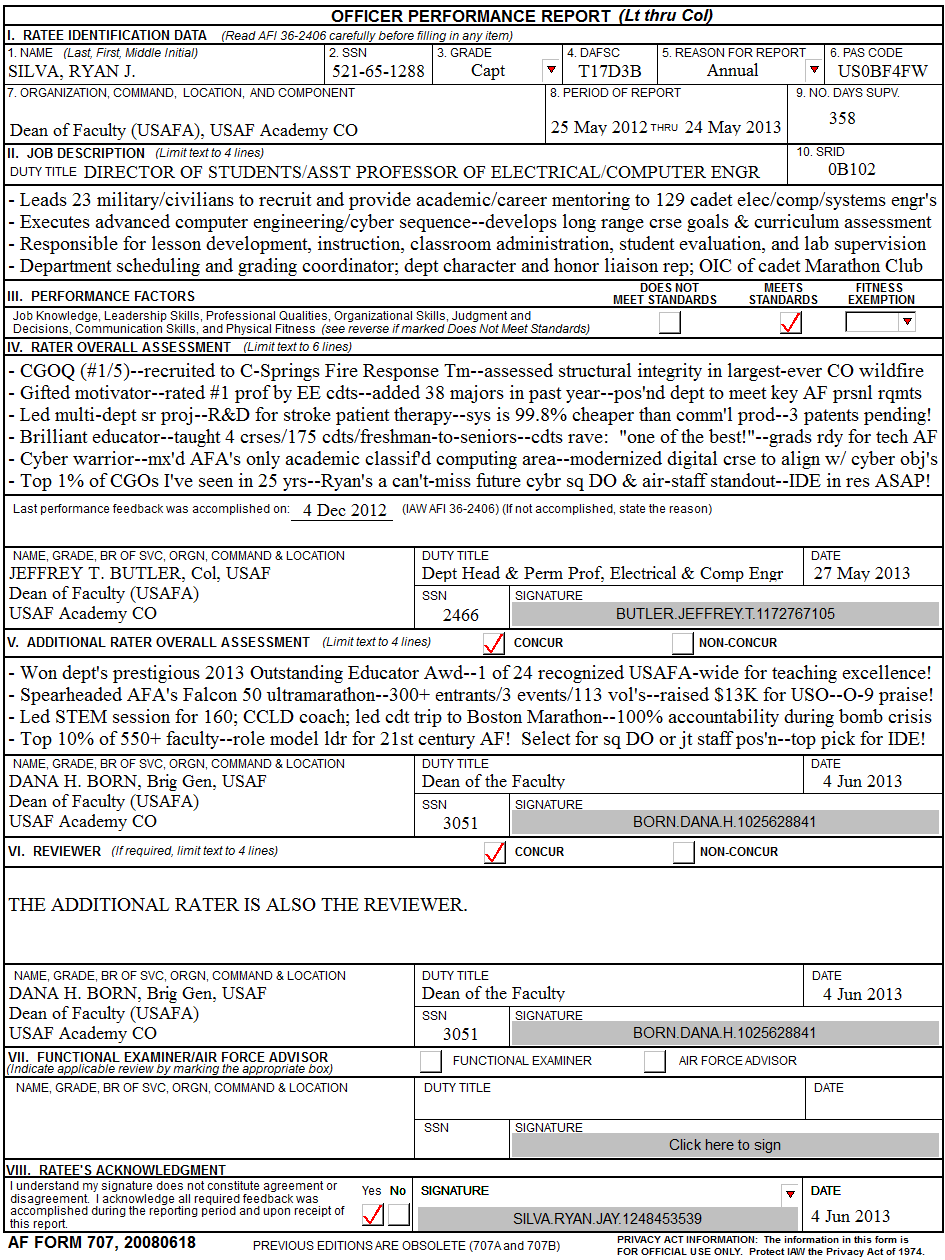 OFFICER PERFORMANCE REPORT (Lt thru Col)
I. RATEE IDENTIFICATION DATA (Read AFI 36-2406 carefully before filling in any item)
1. NAME (Last, First, Middle Initial) 2. SSN 3. GRADE 4. DAFSC 5. REASON FOR REPORT 6. PAS CODE
SILVA, RYAN J. 521-65-1288 Capt T17D3B Annual US0BF4FW
7. ORGANIZATION, COMMAND, LOCATION, AND COMPONENT 8. PERIOD OF REPORT 9. NO. DAYS SUPV.
Dean of Faculty (USAFA), USAF Academy CO 25 May 2012 THRU 24 May 2013 358
II. JOB DESCRIPTION (Limit text to 4 lines) 10. SRID
DUTY TITLE DIRECTOR OF STUDENTS/ASST PROFESSOR OF ELECTRICAL/COMPUTER ENGR 0B102
- Leads 23 military/civilians to recruit and provide academic/career mentoring to 129 cadet elec/comp/systems engr's
- Executes advanced computer engineering/cyber sequence--develops long range crse goals & curriculum assessment
- Responsible for lesson development, instruction, classroom administration, student evaluation, and lab supervision
- Department scheduling and grading coordinator; dept character and honor liaison rep; OIC of cadet Marathon Club
III. PERFORMANCE FACTORS DOES NOT MEET STANDARDS MEETS STANDARDS FITNESS EXEMPTION
Job Knowledge, Leadership Skills, Professional Qualities, Organizational Skills, Judgment and
Decisions, Communication Skills, and Physical Fitness (see reverse if marked Does Not Meet Standards)
IV. RATER OVERALL ASSESSMENT (Limit text to 6 lines)
- CGOQ (#1/5)--recruited to C-Springs Fire Response Tm--assessed structural integrity in largest-ever CO wildfire
- Gifted motivator--rated #1 prof by EE cdts--added 38 majors in past year--pos'nd dept to meet key AF prsnl rqmts
- Led multi-dept sr proj--R&D for stroke patient therapy--sys is 99.8% cheaper than comm'l prod--3 patents pending!
- Brilliant educator--taught 4 crses/175 cdts/freshman-to-seniors--cdts rave: "one of the best!"--grads rdy for tech AF
- Cyber warrior--mx'd AFA's only academic classif'd computing area--modernized digital crse to align w/ cyber obj's
- Top 1% of CGOs I've seen in 25 yrs--Ryan's a can't-miss future cybr sq DO & air-staff standout--IDE in res ASAP!
Last performance feedback was accomplished on: 4 Dec 2012 (IAW AFI 36-2406) (If not accomplished, state the reason)
NAME, GRADE, BR OF SVC, ORGN, COMMAND & LOCATION DUTY TITLE DATE
JEFFREY T. BUTLER, Col, USAF Dept Head & Perm Prof, Electrical & Comp Engr 27 May 2013
Dean of Faculty (USAFA) SSN SIGNATURE
USAF Academy CO 2466 BUTLER.JEFFREY.T.1172767105
V. ADDITIONAL RATER OVERALL ASSESSMENT (Limit text to 4 lines) CONCUR NON-CONCUR
- Won dept's prestigious 2013 Outstanding Educator Awd--1 of 24 recognized USAFA-wide for teaching excellence!
- Spearheaded AFA's Falcon 50 ultramarathon--300+ entrants/3 events/113 vol's--raised $13K for USO--O-9 praise!
- Led STEM session for 160; CCLD coach; led cdt trip to Boston Marathon--100% accountability during bomb crisis
- Top 10% of 550+ faculty--role model ldr for 21st century AF! Select for sq DO or jt staff pos'n--top pick for IDE!
NAME, GRADE, BR OF SVC, ORGN, COMMAND & LOCATION DUTY TITLE DATE
DANA H. BORN, Brig Gen, USAF Dean of the Faculty 4 Jun 2013
Dean of Faculty (USAFA) SSN SIGNATURE
USAF Academy CO 3051 BORN.DANA.H.1025628841
VI. REVIEWER (If required, limit text to 4 lines) CONCUR NON-CONCUR
THE ADDITIONAL RATER IS ALSO THE REVIEWER.
NAME, GRADE, BR OF SVC, ORGN, COMMAND & LOCATION DUTY TITLE DATE
DANA H. BORN, Brig Gen, USAF Dean of the Faculty 4 Jun 2013
Dean of Faculty (USAFA) SSN SIGNATURE
USAF Academy CO 3051 BORN.DANA.H.1025628841
VII. FUNCTIONAL EXAMINER/AIR FORCE ADVISOR FUNCTIONAL EXAMINER AIR FORCE ADVISOR
(Indicate applicable review by marking the appropriate box)
NAME, GRADE, BR OF SVC, ORGN, COMMAND & LOCATION DUTY TITLE DATE
SSN SIGNATURE
Click here to sign
VIII. RATEE'S ACKNOWLEDGMENT
I understand my signature does not constitute agreement or Yes No SIGNATURE DATE
disagreement. I acknowledge all required feedback was
accomplished during the reporting period and upon receipt of
this report. SILVA.RYAN.JAY.1248453539 4 Jun 2013
AF FORM 707, 20080618 PREVIOUS EDITIONS ARE OBSOLETE (707A and 707B) PRIVACY ACT INFORMATION: The information in this form is
FOR OFFICIAL USE ONLY. Protect IAW the Privacy Act of 1974.